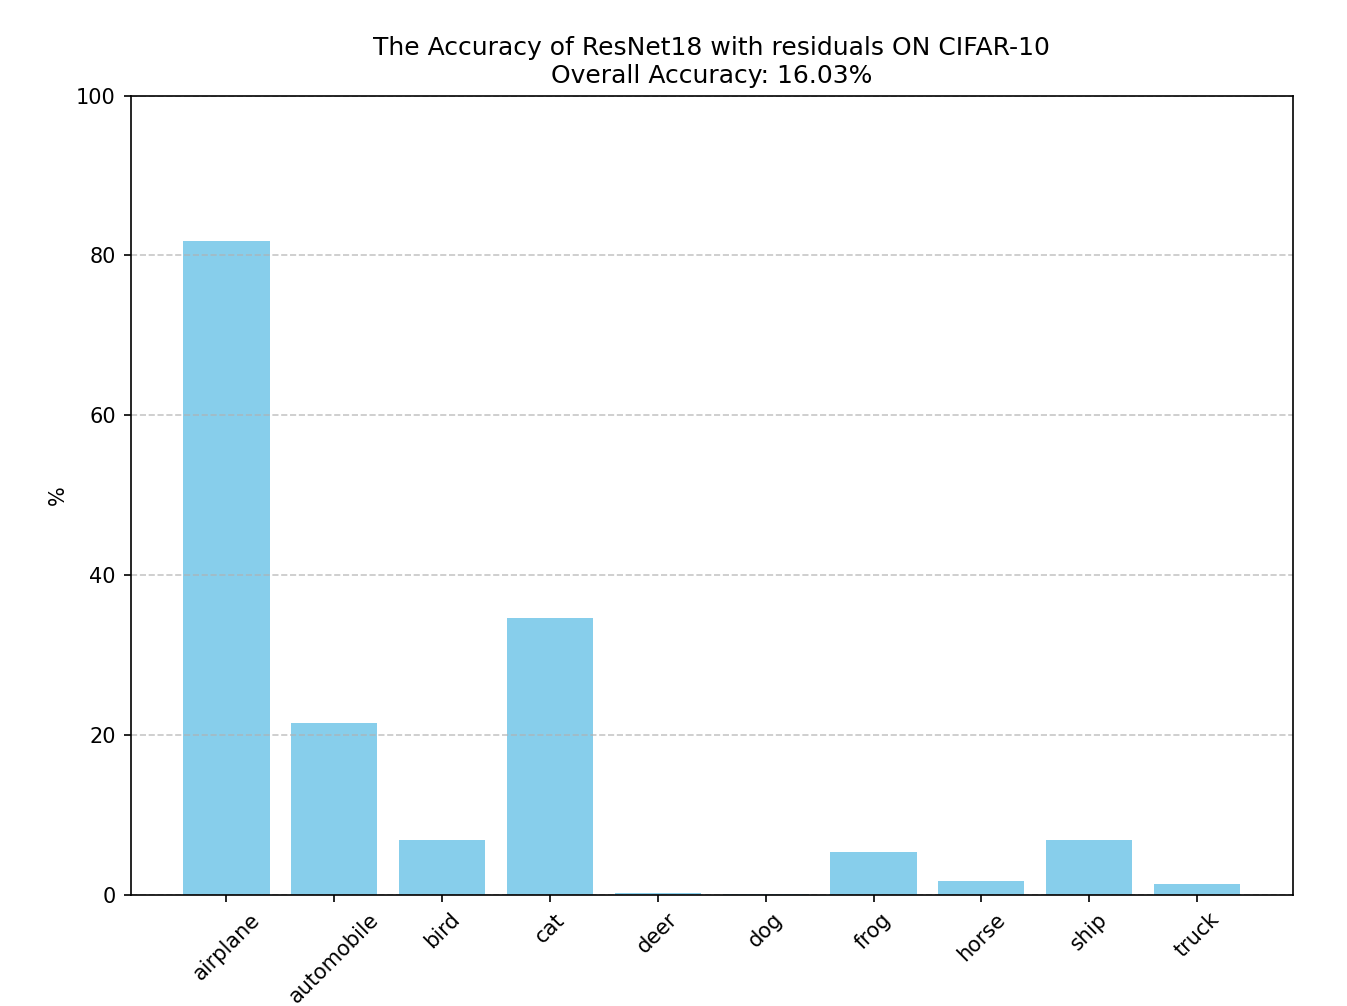 The Accuracy of ResNet18 with residuals ON CIFAR-10
Overall Accuracy: 16.03%
100
80
60
40
20
0
%
airplane
automobile
bird
cat
deer
dog
frog
horse
ship
truck